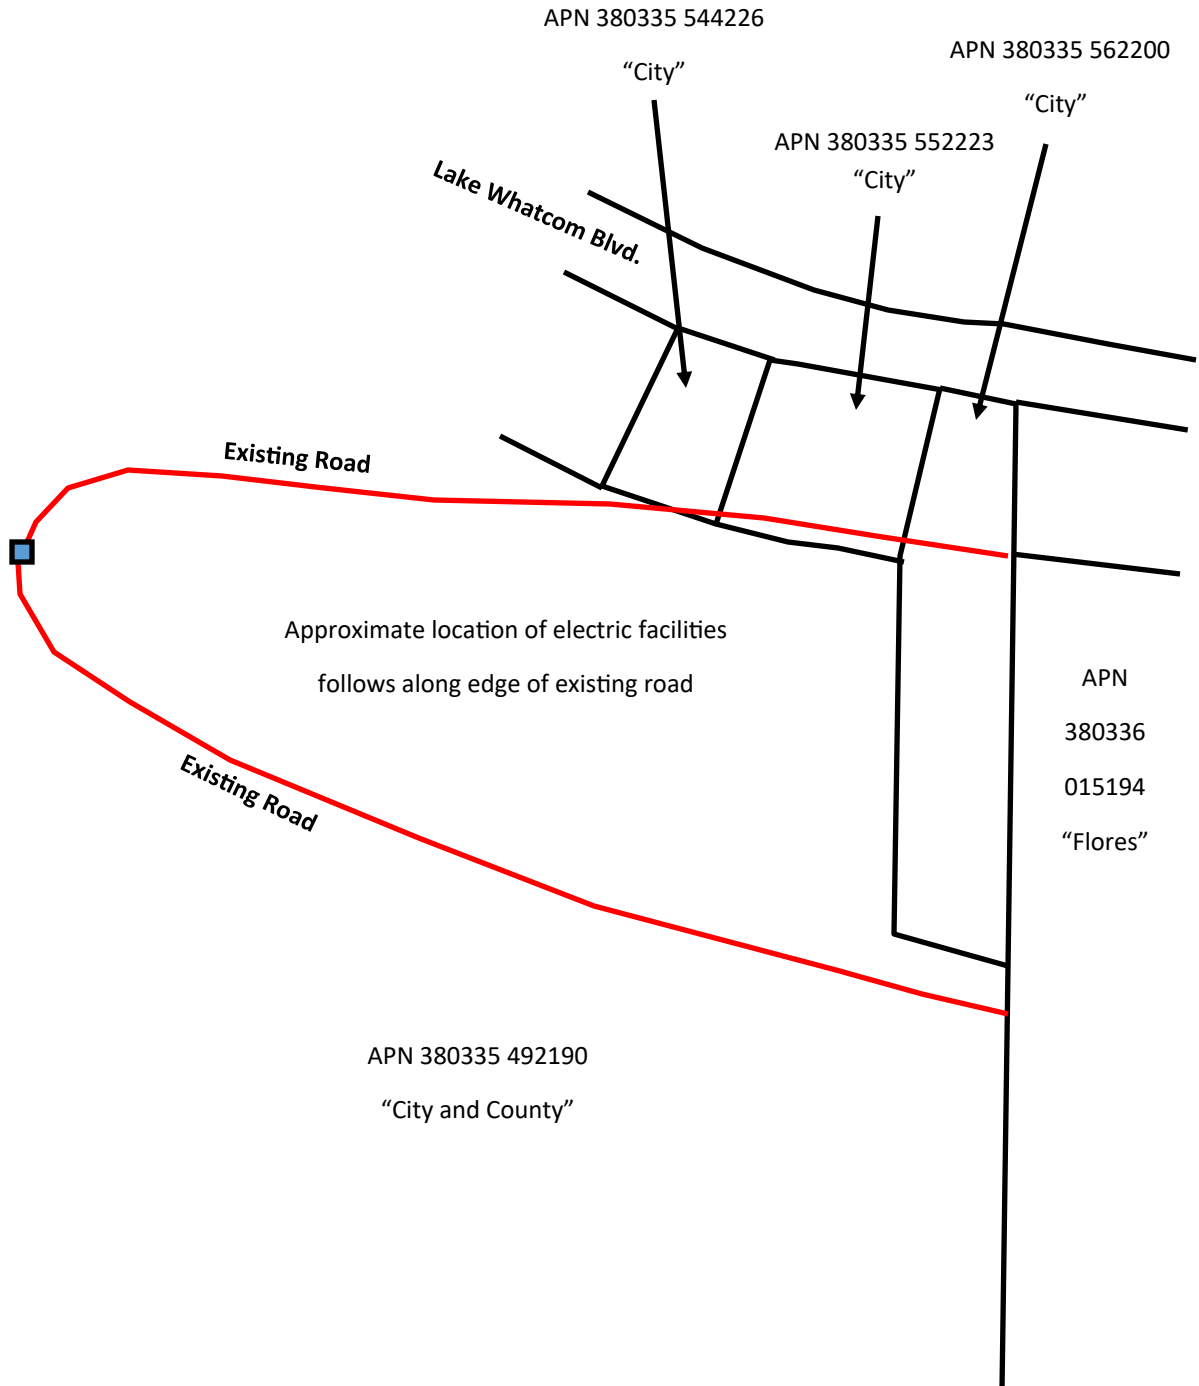 APN 380335 544226
“City”
APN 380335 562200
“City”
APN 380335 552223
“City”
Lake Whatcom Blvd.
Existing Road
Approximate location of electric facilities
follows along edge of existing road
APN
380336
015194
“Flores”
Existing Road
APN 380335 492190
“City and County”